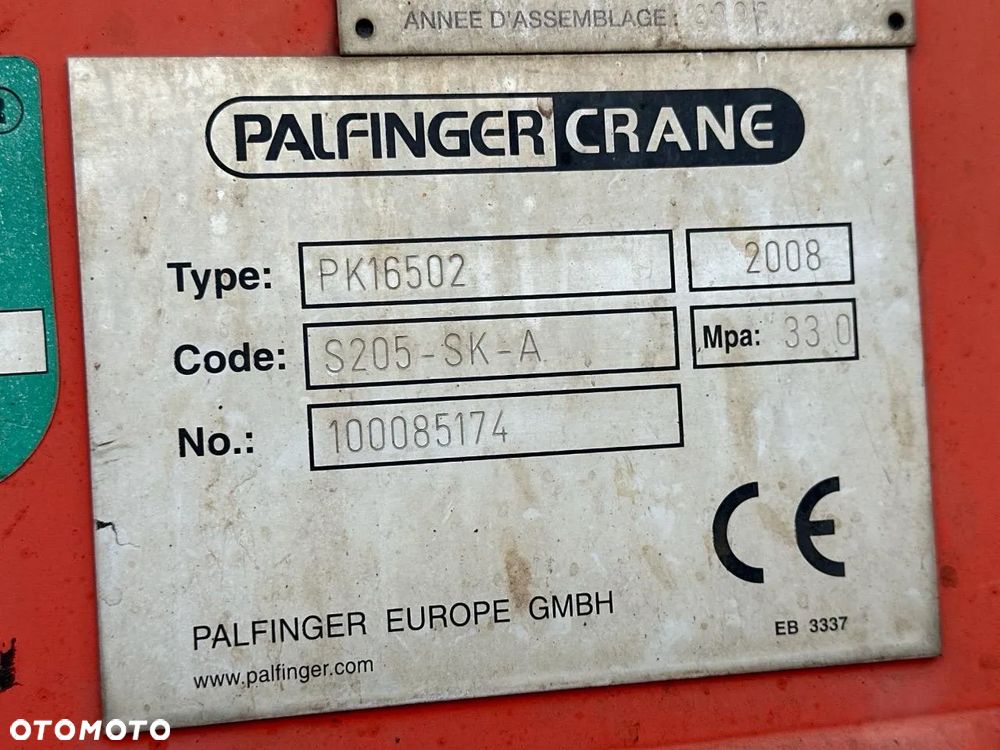 ANNEE D'ASSEMBLAGE:
R
PALFINGER CRANE
Type: PK16502 2008
Code: S205-SK-A Mpa: 33.0
No.: 100085174
CE
PALFINGER EUROPE GMBH
EB 3337
www.palfinger.com
OTOMOTO